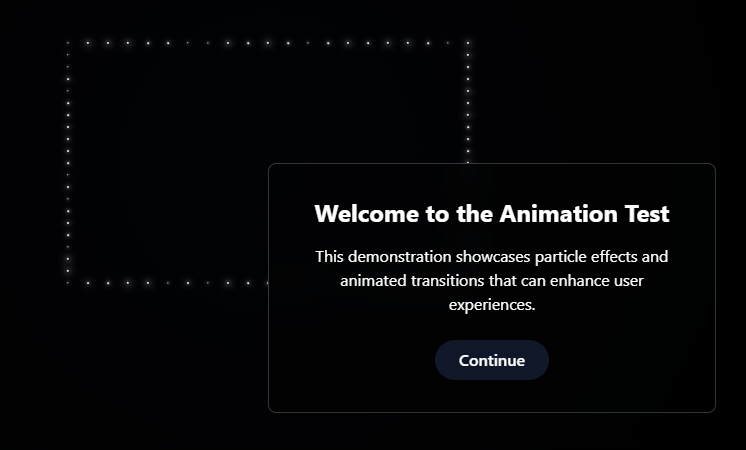 Welcome to the Animation Test
This demonstration showcases particle effects and
animated transitions that can enhance user
experiences.
Continue